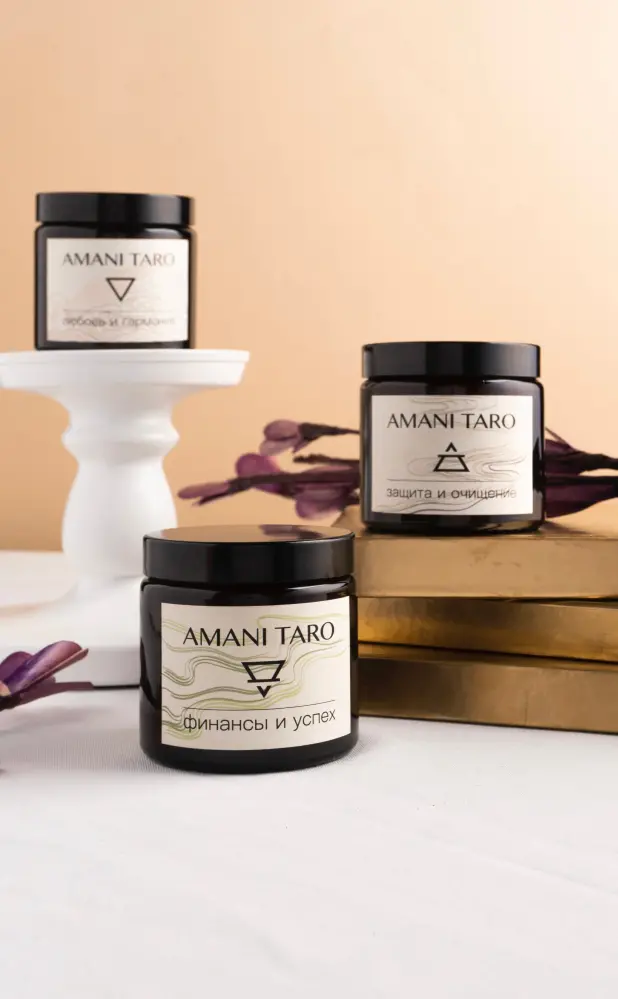 AMANI TARO
любовь и гармония
AMANI TARO
защита и очищение
AMANI TARO
финансы и успех